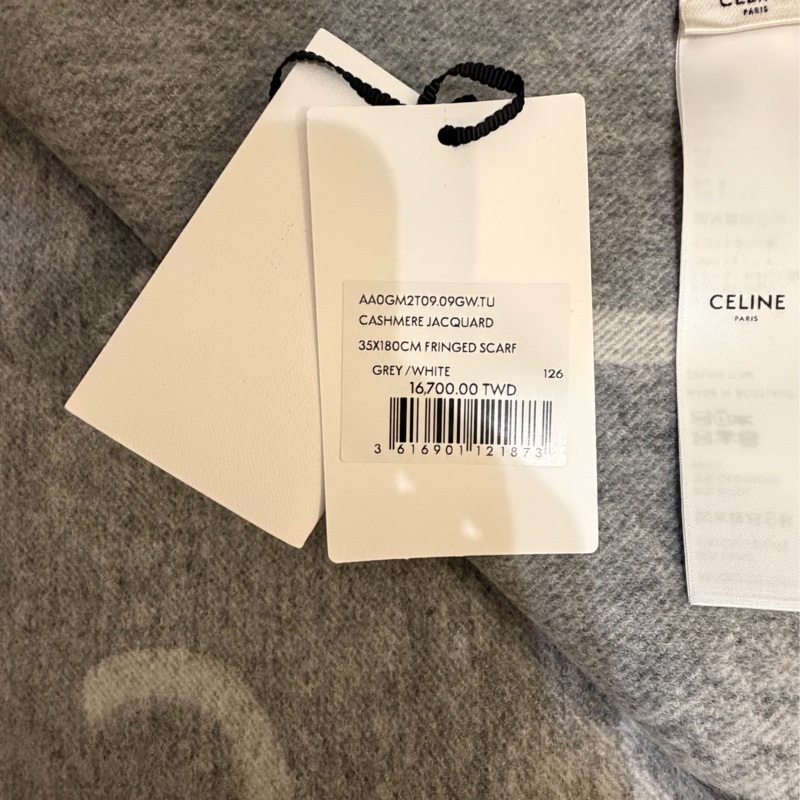 CELINE
PARIS
AA0GM2T09.09GW.TU
CASHMERE JACQUARD
35X180CM FRINGED SCARF
GREY/WHITE 126
16,700.00 TWD
3 616901 121873
CELINE
PARIS